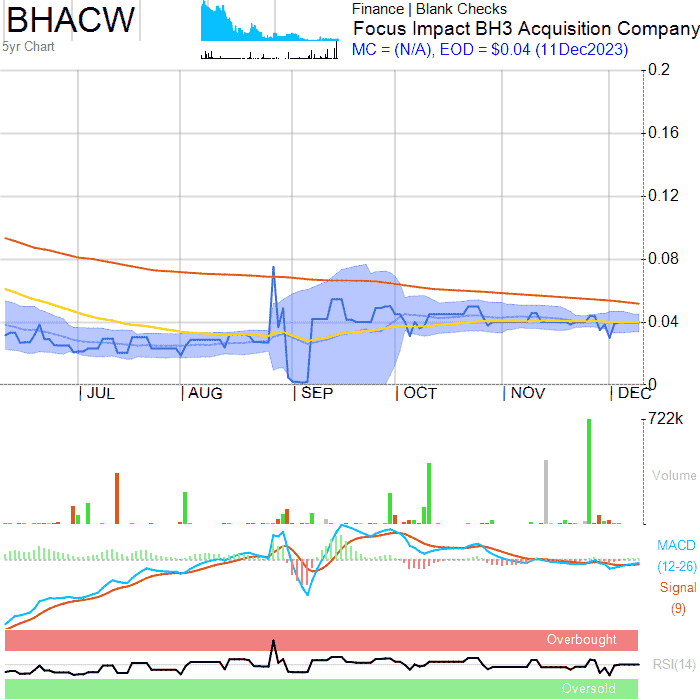 BHACW
5yr Chart
Finance | Blank Checks
Focus Impact BH3 Acquisition Company
MC = (N/A), EOD = $0.04 (11Dec2023)
0.2
0.16
0.12
0.08
0.04
0
JUL
AUG
SEP
OCT
NOV
DEC
722k
Volume
MACD
(12-26)
Signal
(9)
Overbought
RSI(14)
Oversold